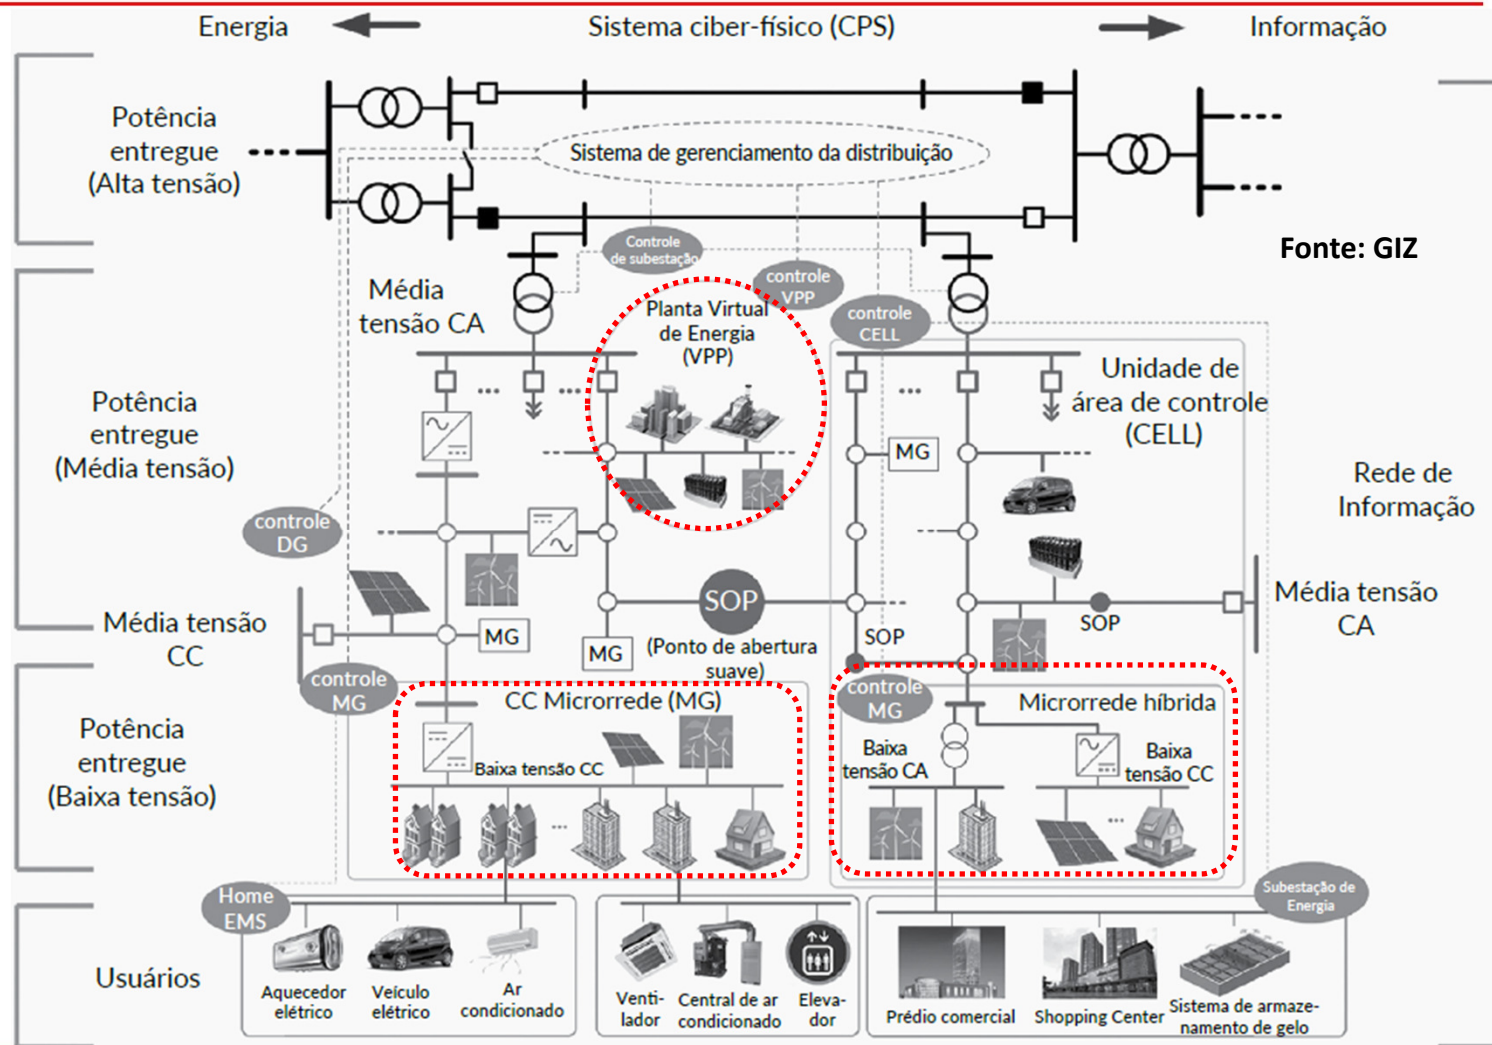 Energia
Sistema ciber-físico (CPS)
Informação
Potência
entregue
(Alta tensão)
Sistema de gerenciamento da distribuição
Controle
de subestação
Fonte: GIZ
Média
tensão CA
controle
VPP
Planta Virtual
de Energia
(VPP)
controle
CELL
Unidade de
área de controle
(CELL)
Potência
entregue
(Média tensão)
MG
Rede de
Informação
controle
DG
SOP
Média tensão
CC
MG
MG
(Ponto de abertura
suave)
SOP
SOP
Média tensão
CA
controle
MG
CC Microrrede (MG)
controle
MG
Microrrede híbrida
Potência
entregue
(Baixa tensão)
Baixa tensão CC
Baixa
tensão CA
Baixa
tensão CC
Home
EMS
Subestação de
Energia
Usuários
Aquecedor
elétrico
Veículo
elétrico
Ar
condicionado
Venti-
lador
Central de ar
condicionado
Eleva-
dor
Prédio comercial
Shopping Center
Sistema de armaze-
namento de gelo